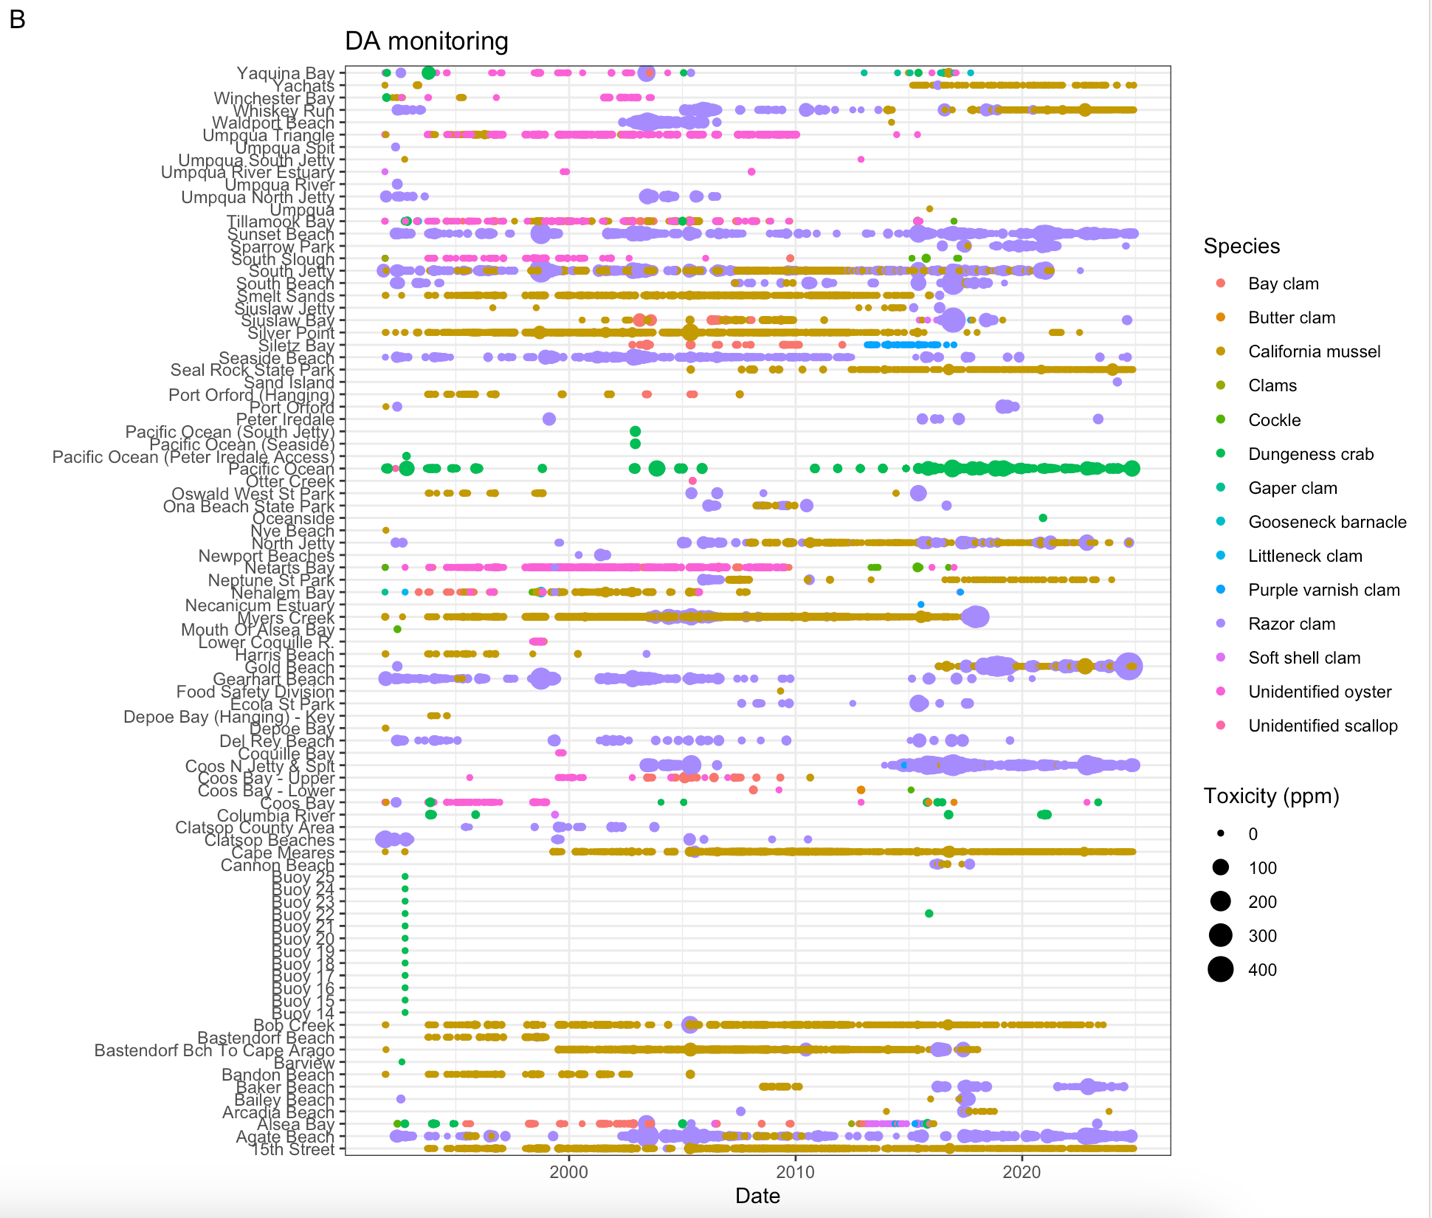 B
DA monitoring
Yaquina Bay
Yachats
Winchester Bay
Whiskey Run
Waldport Beach
Umpqua Triangle
Umpqua Spit
Umpqua South Jetty
Umpqua River Estuary
Umpqua River
Umpqua North Jetty
Umpqua
Tillamook Bay
Sunset Beach
Sparrow Park
South Slough
South Jetty
South Beach
Smelt Sands
Siuslaw Jetty
Siuslaw Bay
Silver Point
Siletz Bay
Seaside Beach
Seal Rock State Park
Sand Island
Port Orford (Hanging)
Port Orford
Peter Iredale
Pacific Ocean (South Jetty)
Pacific Ocean (Seaside)
Pacific Ocean (Peter Iredale Access)
Pacific Ocean
Otter Creek
Oswald West St Park
Ona Beach State Park
Oceanside
Nye Beach
North Jetty
Newport Beaches
Netarts Bay
Neptune St Park
Nehalem Bay
Necanicum Estuary
Myers Creek
Mouth Of Alsea Bay
Lower Coquille R.
Harris Beach
Gold Beach
Gearhart Beach
Food Safety Division
Ecola St Park
Depoe Bay (Hanging) - Key
Depoe Bay
Del Rey Beach
Coquille Bay
Coos N Jetty & Spit
Coos Bay - Upper
Coos Bay - Lower
Coos Bay
Columbia River
Clatsop County Area
Clatsop Beaches
Cape Meares
Cannon Beach
Buoy 25
Buoy 24
Buoy 23
Buoy 22
Buoy 21
Buoy 20
Buoy 19
Buoy 18
Buoy 17
Buoy 16
Buoy 15
Buoy 14
Bob Creek
Bastendorf Beach
Bastendorf Bch To Cape Arago
Barview
Bandon Beach
Baker Beach
Bailey Beach
Arcadia Beach
Alsea Bay
Agate Beach
15th Street
2000 2010 2020
Date
Species
Bay clam
Butter clam
California mussel
Clams
Cockle
Dungeness crab
Gaper clam
Gooseneck barnacle
Littleneck clam
Purple varnish clam
Razor clam
Soft shell clam
Unidentified oyster
Unidentified scallop
Toxicity (ppm)
0
100
200
300
400